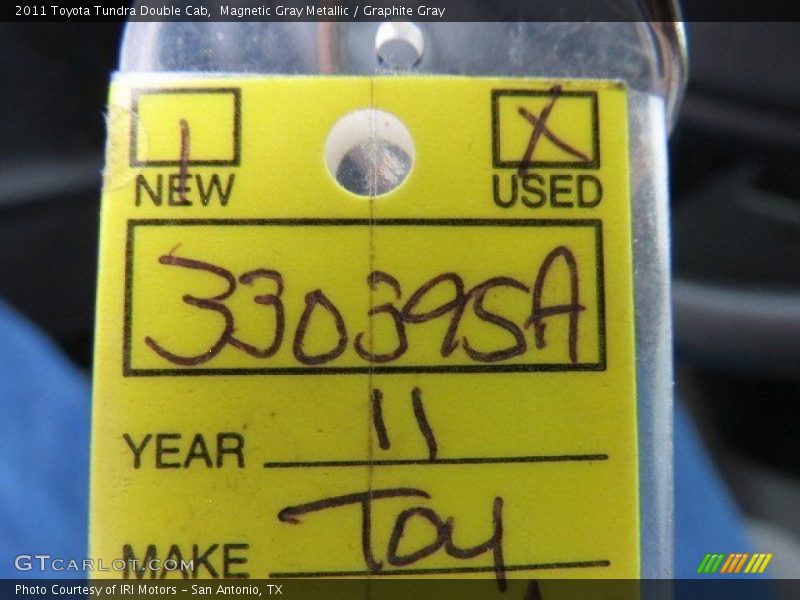 2011 Toyota Tundra Double Cab,  Magnetic Gray Metallic / Graphite Gray
NEW USED
330395A
YEAR 11
MAKE Toy
GTCARLOT.COM
Photo Courtesy of IRI Motors – San Antonio, TX